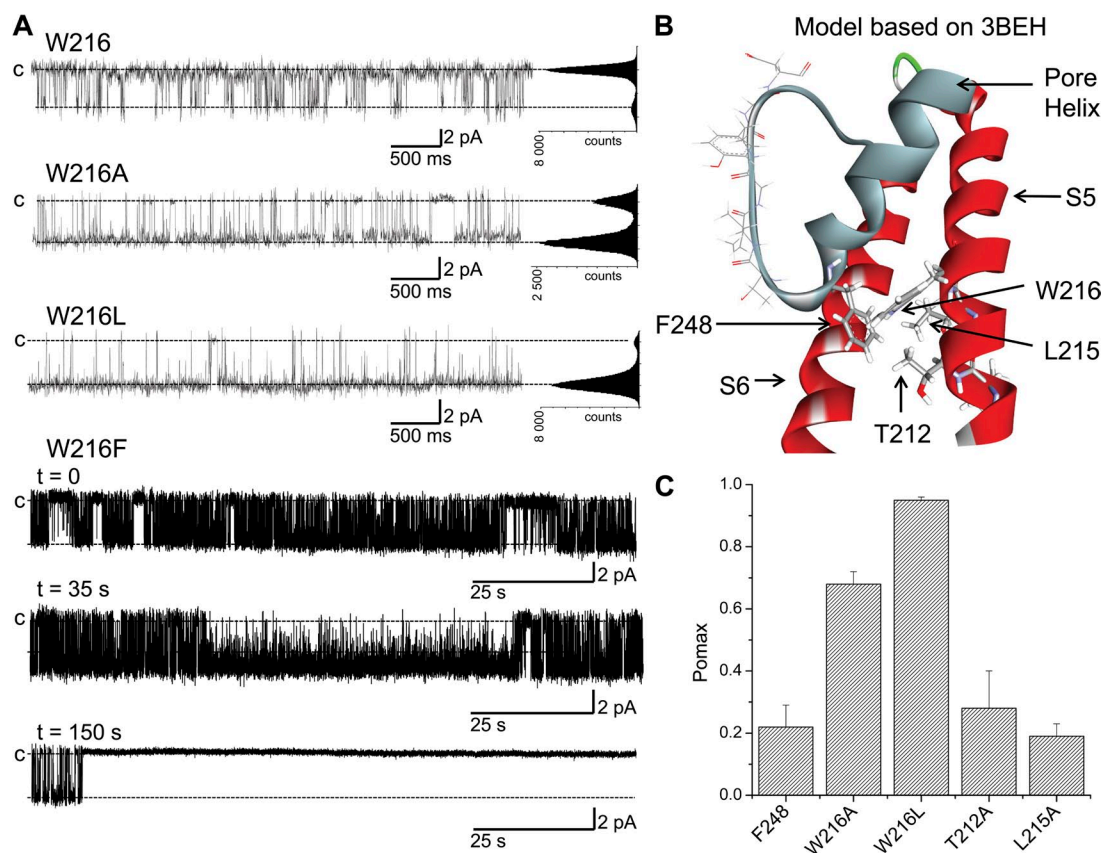 A
W216
c
2 pA
500 ms
8 000
counts
W216A
c
2 pA
500 ms
2 500
counts
W216L
c
2 pA
500 ms
8 000
counts
W216F
t = 0
c
2 pA
25 s
t = 35 s
c
2 pA
25 s
t = 150 s
c
2 pA
25 s
B
Model based on 3BEH
Pore
Helix
S5
W216
F248
L215
S6
T212
C
1.0
0.8
0.6
0.4
0.2
0.0
Pomax
F248
W216A
W216L
T212A
L215A